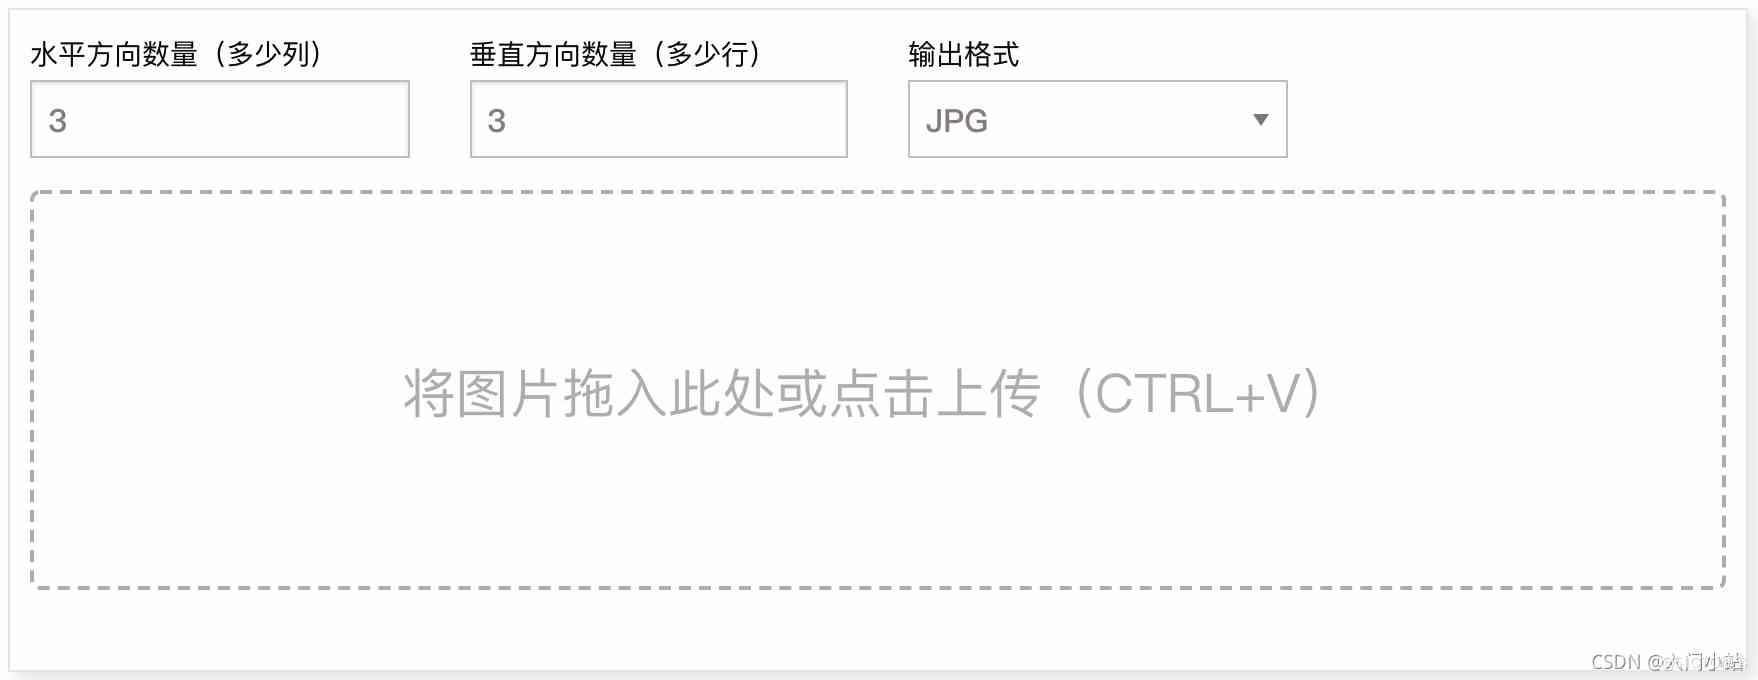 水平方向数量（多少列）
垂直方向数量（多少行）
输出格式
3
3
JPG
将图片拖入此处或点击上传（CTRL+V）
CSDN @六门小站